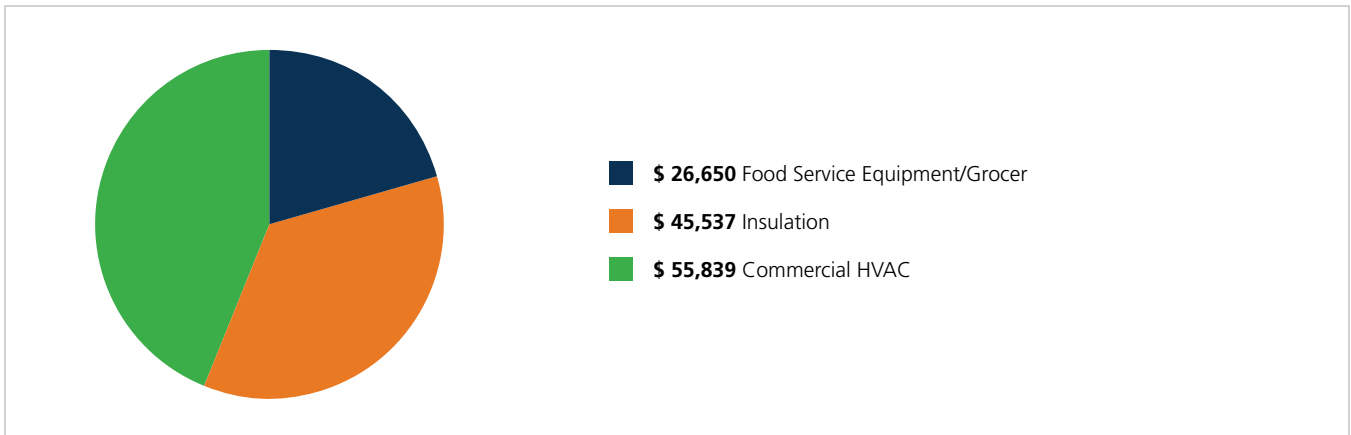 $ 26,650 Food Service Equipment/Grocer
$ 45,537 Insulation
$ 55,839 Commercial HVAC